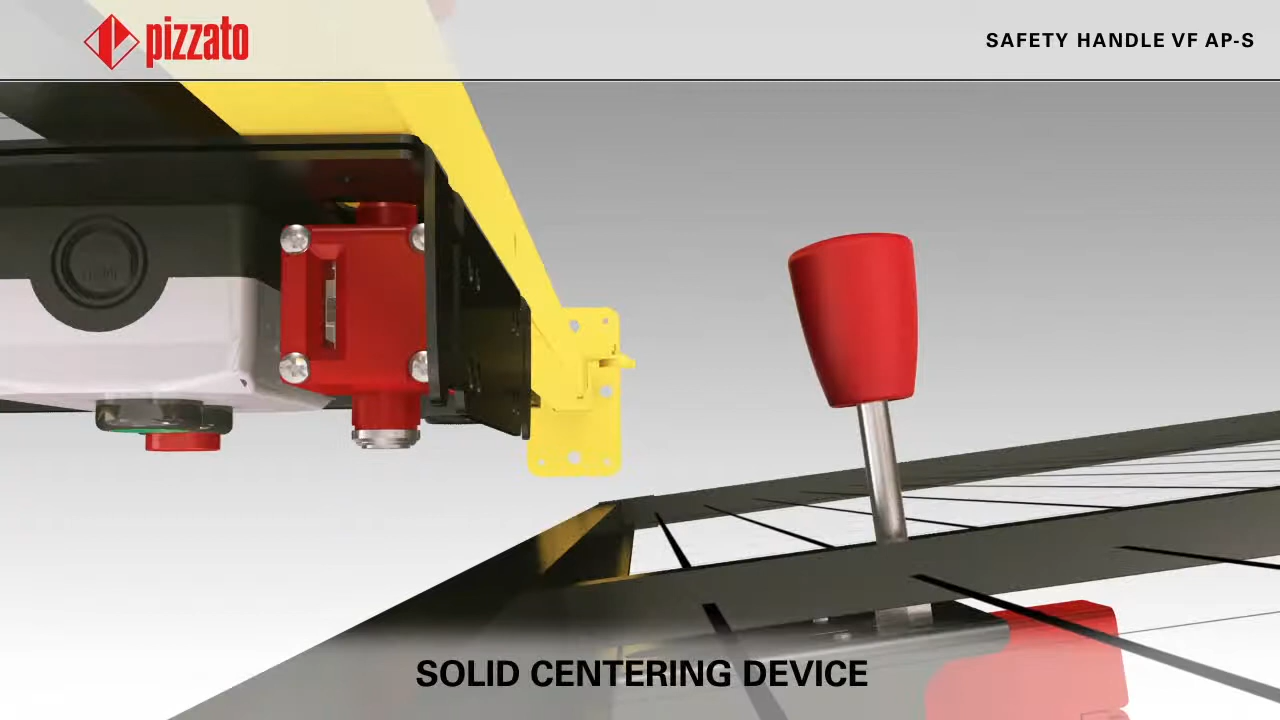 pizzato
SAFETY HANDLE VF AP-S
SOLID CENTERING DEVICE